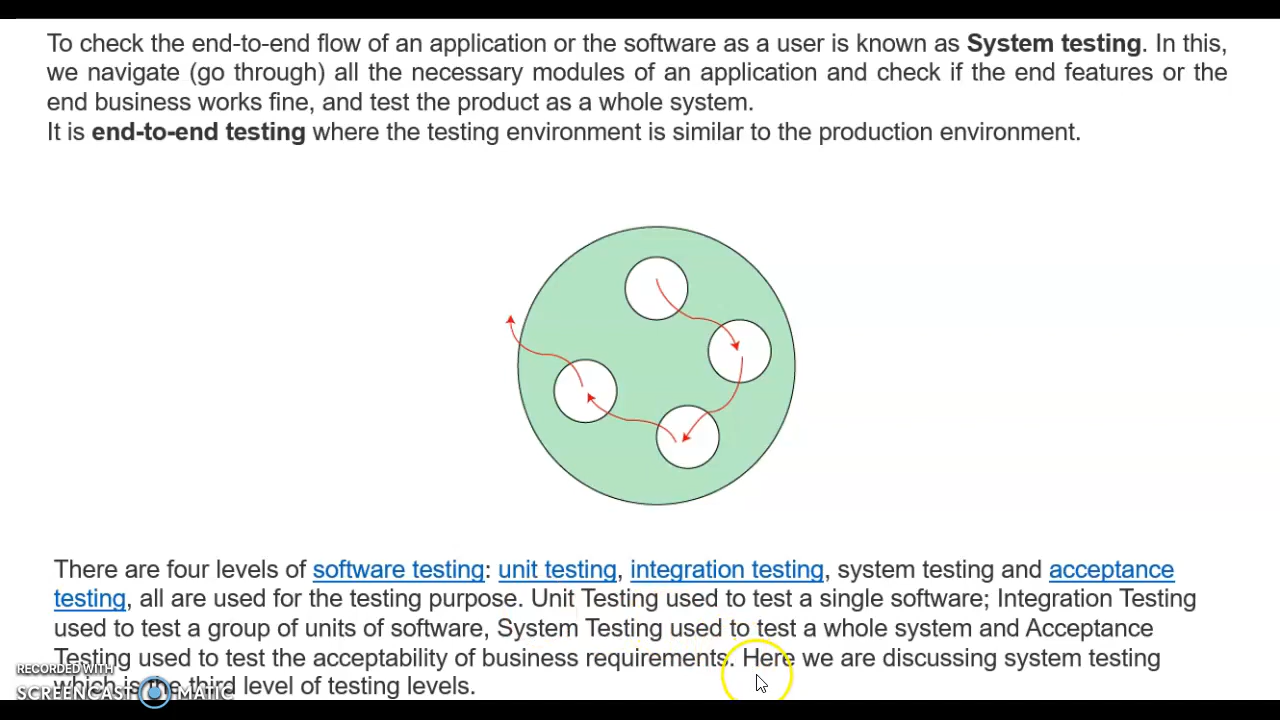 To check the end-to-end flow of an application or the software as a user is known as System testing. In this,
we navigate (go through) all the necessary modules of an application and check if the end features or the
end business works fine, and test the product as a whole system.
It is end-to-end testing where the testing environment is similar to the production environment.
There are four levels of software testing: unit testing, integration testing, system testing and acceptance
testing, all are used for the testing purpose. Unit Testing used to test a single software; Integration Testing
used to test a group of units of software, System Testing used to test a whole system and Acceptance
Testing used to test the acceptability of business requirements. Here we are discussing system testing
which is the third level of testing levels.
RECORDED WITH
SCREENCAST MATIC